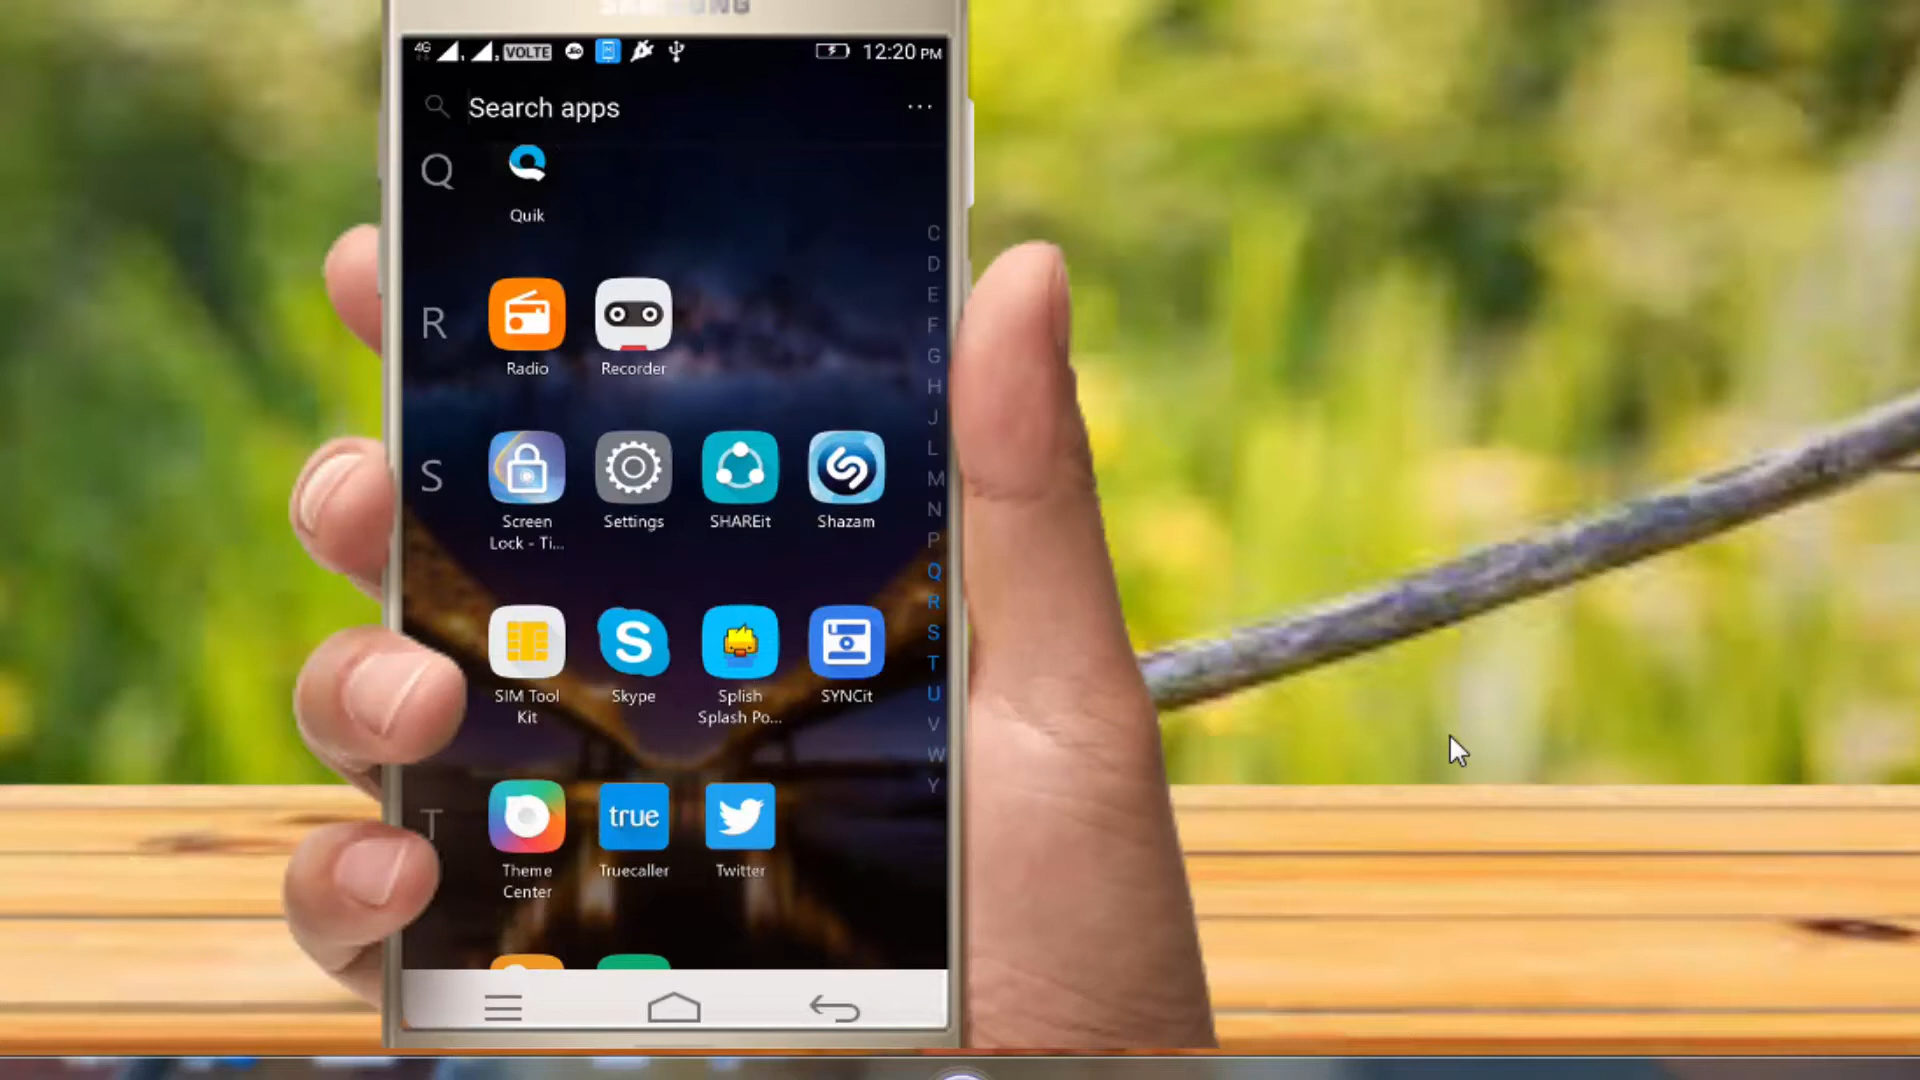 SAMSUNG
4G VOLTE 12:20 PM
Search apps
Q
Quik
C
D
E
F
G
H
J
L
M
N
P
Q
R
S
T
U
V
W
Y
R
Radio Recorder
S
Screen Settings SHAREit Shazam
Lock - Ti...
SIM Tool Skype Splish SYNCit
Kit Splash Po...
T
true
Theme Truecaller Twitter
Center